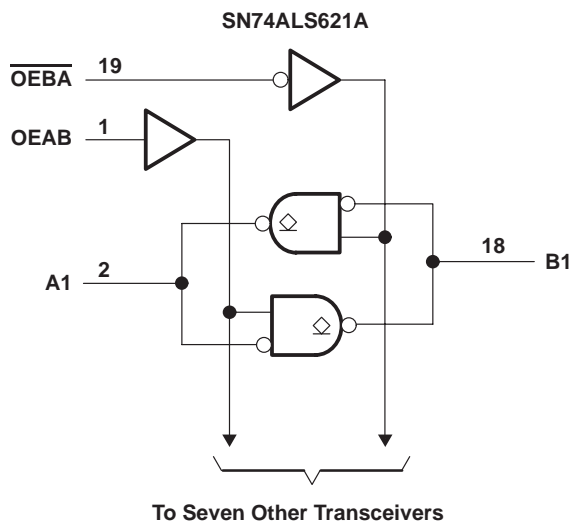 SN74ALS621A
OEBA 19
OEAB 1
A1 2
18 B1
To Seven Other Transceivers